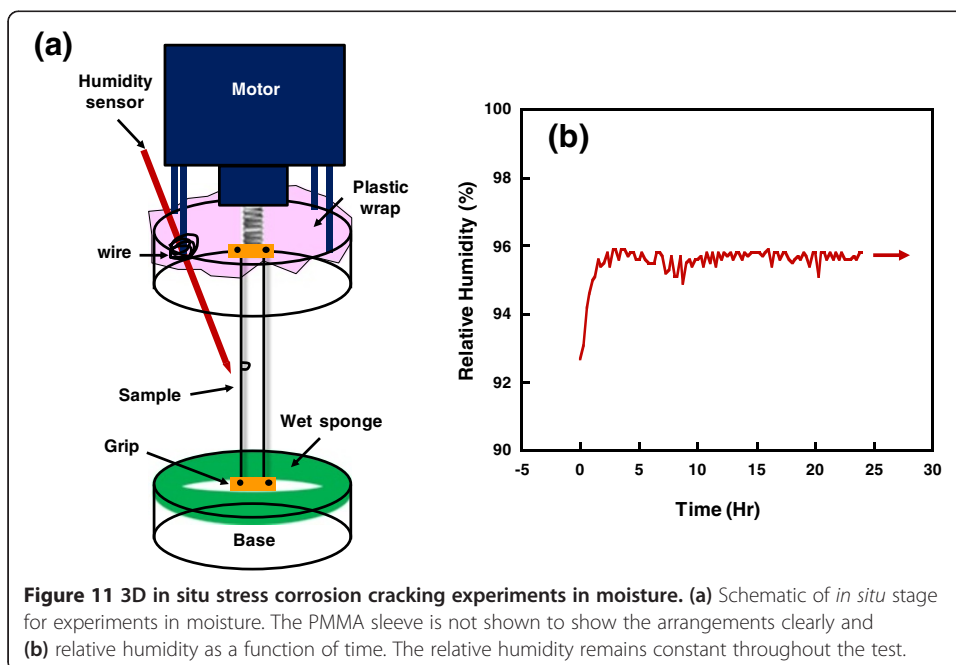 (a)
Humidity
sensor
Motor
Plastic
wrap
wire
Sample
Wet sponge
Grip
Base
(b)
Relative Humidity (%)
100
98
96
94
92
90
-5 0 5 10 15 20 25 30
Time (Hr)
Figure 11 3D in situ stress corrosion cracking experiments in moisture. (a) Schematic of in situ stage
for experiments in moisture. The PMMA sleeve is not shown to show the arrangements clearly and
(b) relative humidity as a function of time. The relative humidity remains constant throughout the test.